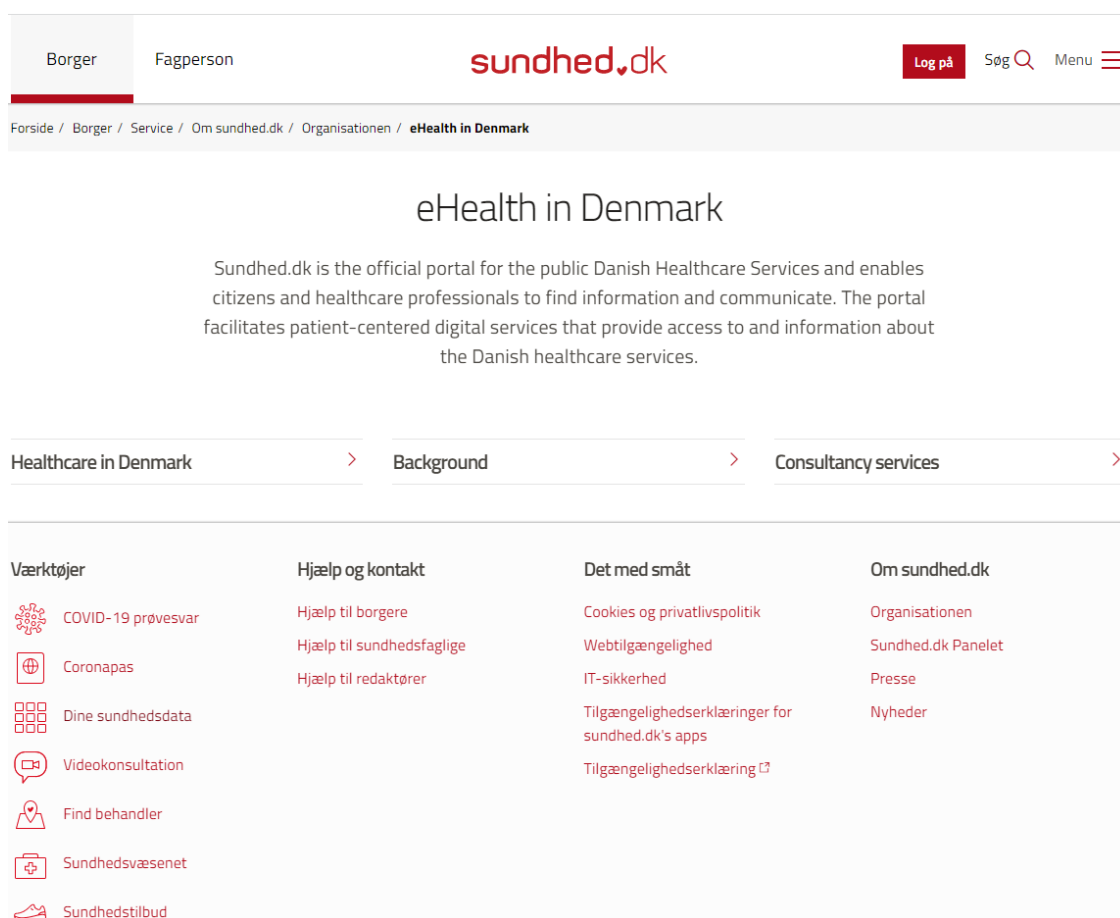 Borger
Fagperson
sundhed.dk
Log på
Søg
Menu
Forside / Borger / Service / Om sundhed.dk / Organisationen / eHealth in Denmark
eHealth in Denmark
Sundhed.dk is the official portal for the public Danish Healthcare Services and enables
citizens and healthcare professionals to find information and communicate. The portal
facilitates patient-centered digital services that provide access to and information about
the Danish healthcare services.
Healthcare in Denmark
Background
Consultancy services
Værktøjer
COVID-19 prøvesvar
Coronapas
Dine sundhedsdata
Videokonsultation
Find behandler
Sundhedsvæsenet
Sundhedstilbud
Hjælp og kontakt
Hjælp til borgere
Hjælp til sundhedsfaglige
Hjælp til redaktører
Det med småt
Cookies og privatlivspolitik
Webtilgængelighed
IT-sikkerhed
Tilgængelighedserklæringer for
sundhed.dk's apps
Tilgængelighedserklæring
Om sundhed.dk
Organisationen
Sundhed.dk Panelet
Presse
Nyheder